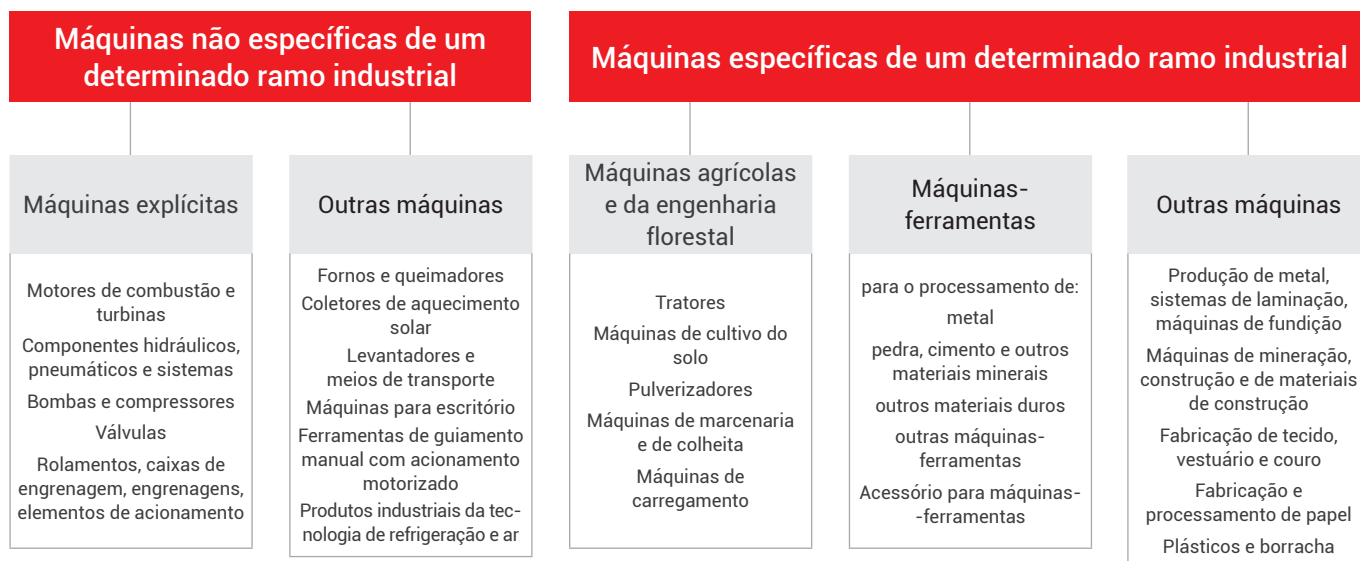 Máquinas não específicas de um
determinado ramo industrial
Máquinas específicas de um determinado ramo industrial
Máquinas explícitas
Motores de combustão e
turbinas
Componentes hidráulicos,
pneumáticos e sistemas
Bombas e compressores
Válvulas
Rolamentos, caixas de
engrenagem, engrenagens,
elementos de acionamento
Outras máquinas
Fornos e queimadores
Coletores de aquecimento
solar
Levantadores e
meios de transporte
Máquinas para escritório
Ferramentas de guiamento
manual com acionamento
motorizado
Produtos industriais da tec-
nologia de refrigeração e ar
Máquinas agrícolas
e da engenharia
florestal
Tratores
Máquinas de cultivo do
solo
Pulverizadores
Máquinas de marcenaria
e de colheita
Máquinas de
carregamento
Máquinas-
ferramentas
para o processamento de:
metal
pedra, cimento e outros
materiais minerais
outros materiais duros
outras máquinas-
ferramentas
Acessório para máquinas-
-ferramentas
Outras máquinas
Produção de metal,
sistemas de laminação,
máquinas de fundição
Máquinas de mineração,
construção e de materiais
de construção
Fabricação de tecido,
vestuário e couro
Fabricação e
processamento de papel
Plásticos e borracha